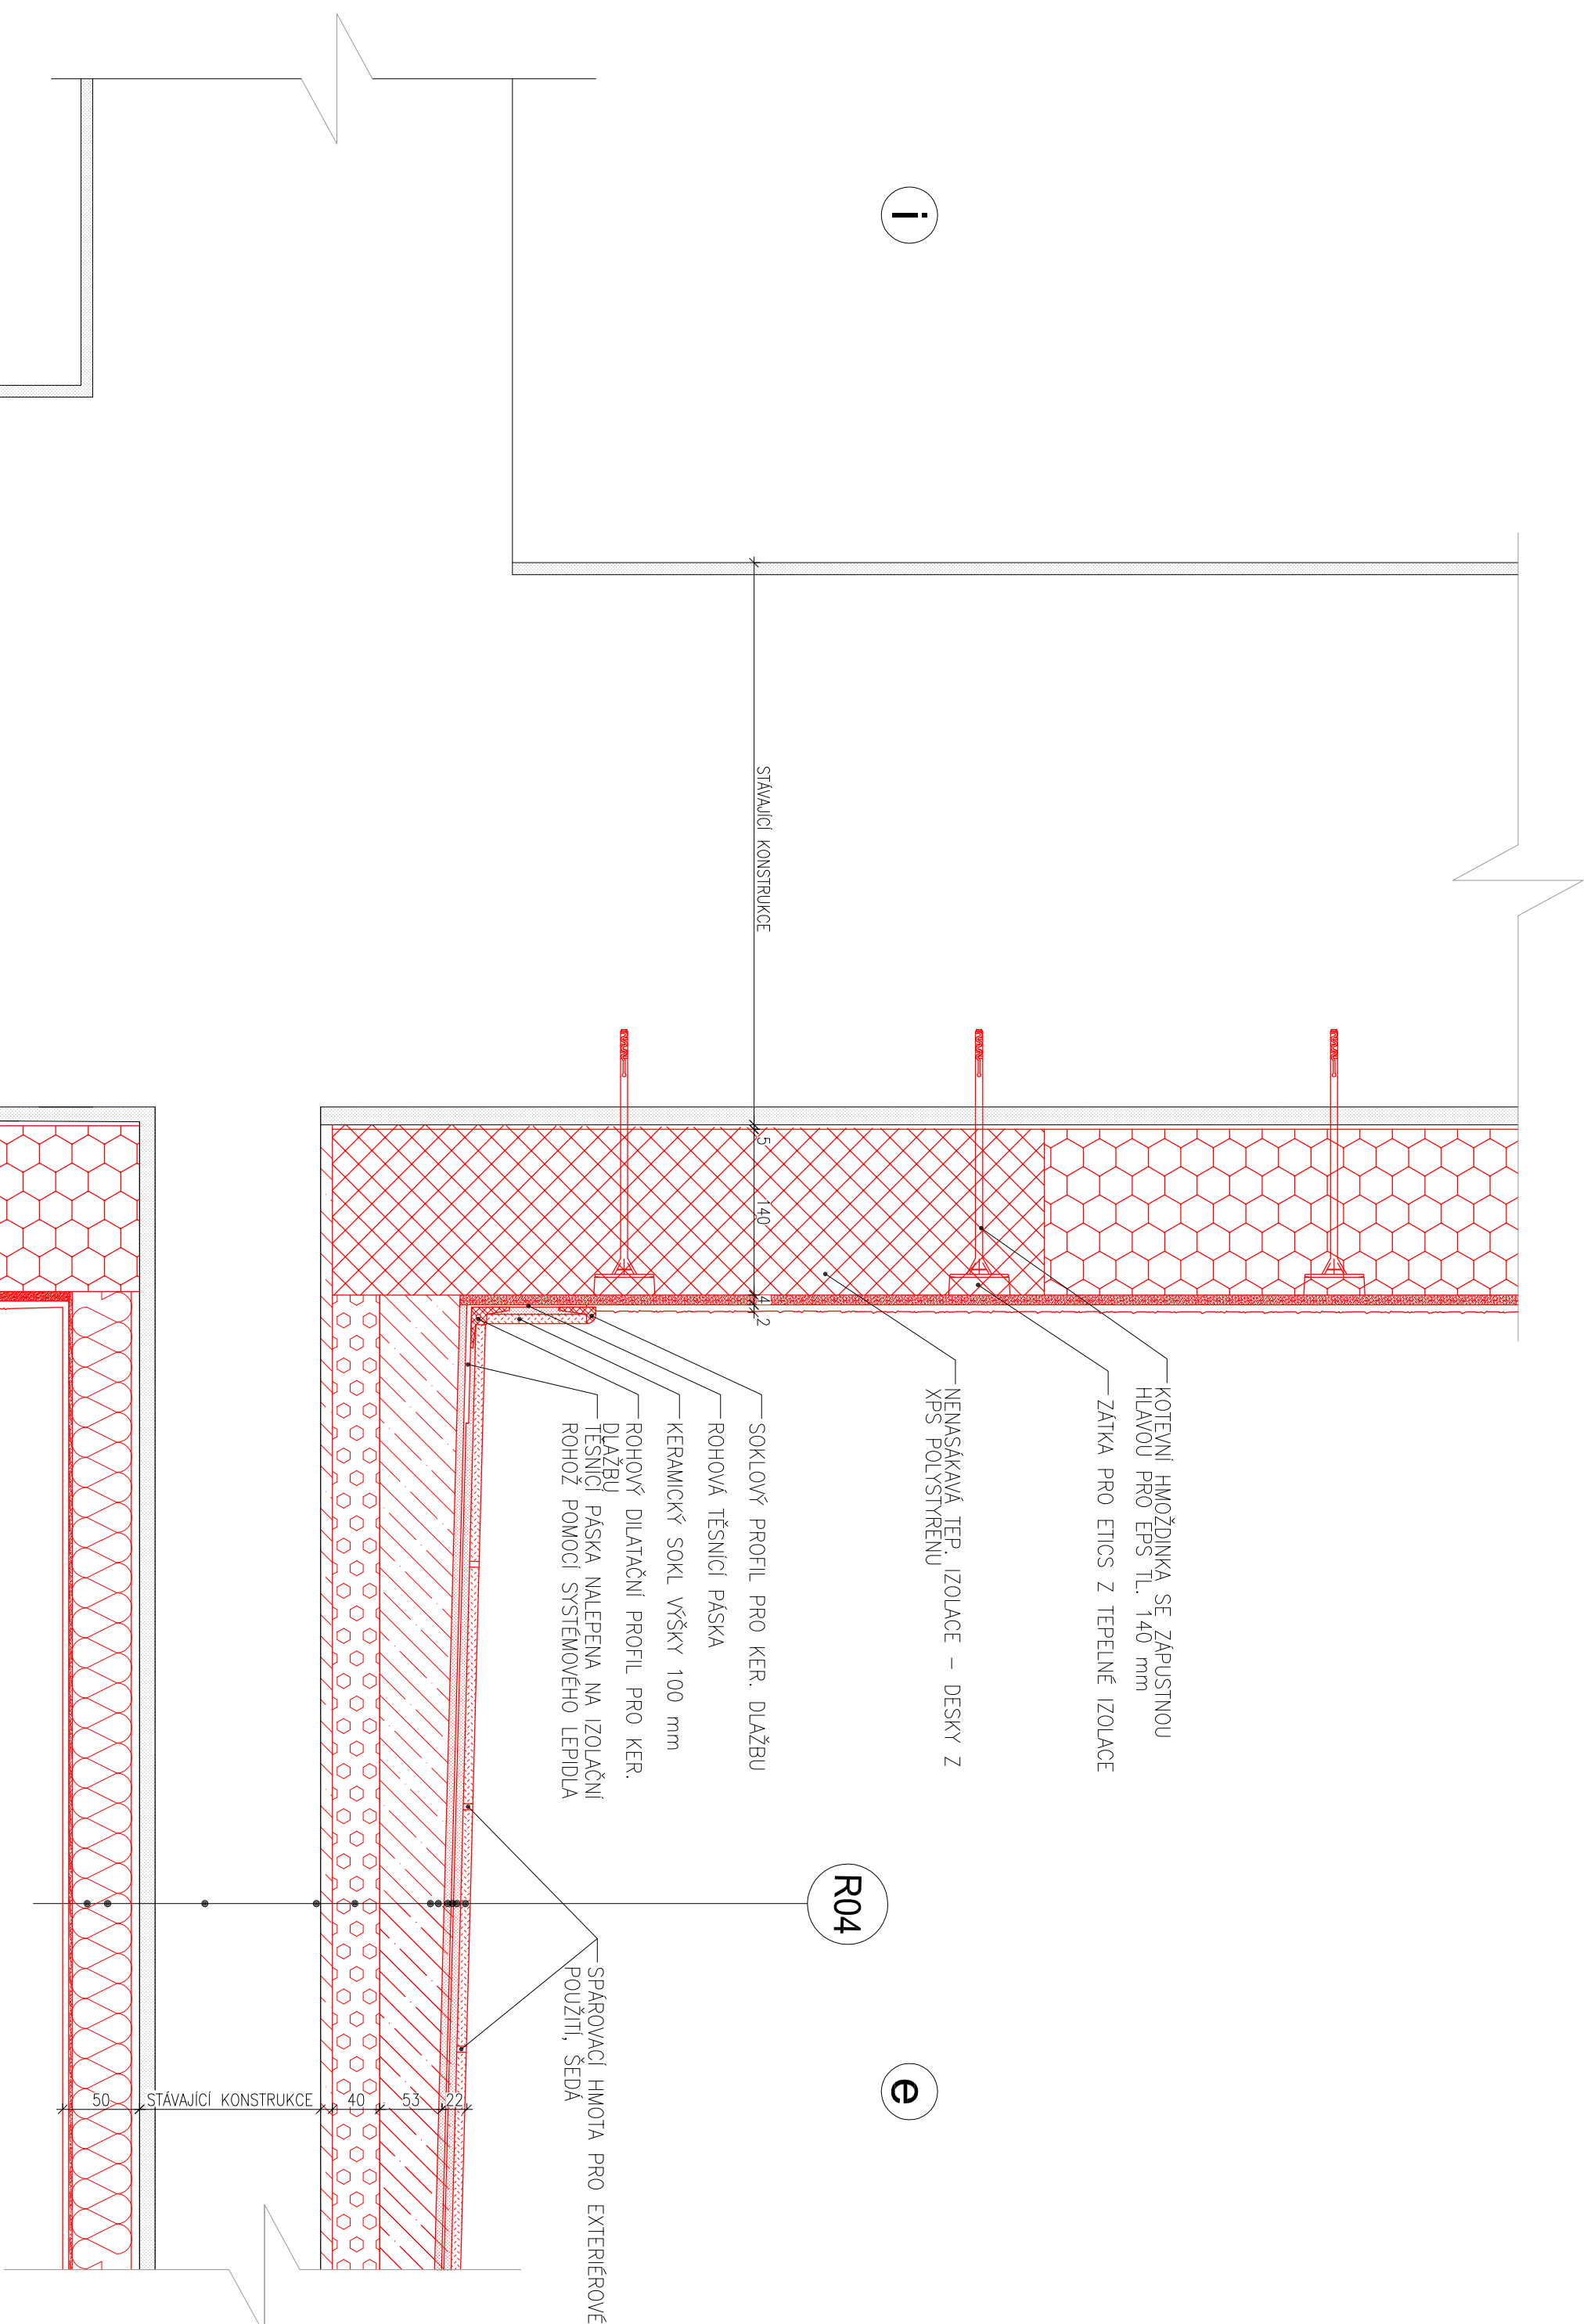 i
STÁVAJÍCÍ KONSTRUKCE
5
140
4
2
KOTEVNÍ HMOŽDINKA SE ZÁPUSTNOU
HLAVOU PRO EPS TL. 140 mm
ZÁTKA PRO ETICS Z TEPELNÉ IZOLACE
NENASÁKAVÁ TEP. IZOLACE – DESKY Z
XPS POLYSTYRENU
SOKLOVÝ PROFIL PRO KER. DLAŽBU
ROHOVÁ TĚSNÍCÍ PÁSKA
KERAMICKÝ SOKL VÝŠKY 100 mm
ROHOVÝ DILATAČNÍ PROFIL PRO KER.
DLAŽBU
TĚSNÍCÍ PÁSKA NALEPENA NA IZOLAČNÍ
ROHOŽ POMOCÍ SYSTÉMOVÉHO LEPIDLA
R04
e
SPÁROVACÍ HMOTA PRO EXTERIÉROVÉ
POUŽITÍ, ŠEDÁ
50
STÁVAJÍCÍ KONSTRUKCE
40
53
22